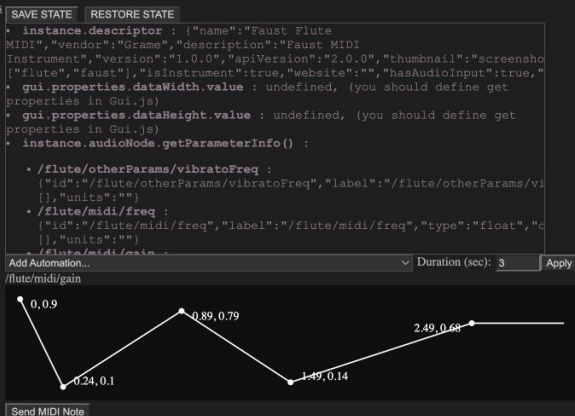 SAVE STATE RESTORE STATE
• instance.descriptor : {"name":"Faust Flute
MIDI","vendor":"Grame","description":"Faust MIDI
Instrument","version":"1.0.0","apiVersion":"2.0.0","thumbnail":"screensho
["flute","faust"],"isInstrument":true,"website":"","hasAudioInput":true,"
• gui.properties.dataWidth.value : undefined, (you should define get
properties in Gui.js)
• gui.properties.dataHeight.value : undefined, (you should define get
properties in Gui.js)
• instance.audioNode.getParameterInfo() :
• /flute/otherParams/vibratoFreq :
{"id":"/flute/otherParams/vibratoFreq","label":"/flute/otherParams/vi
[],"units":""}
• /flute/midi/freq :
{"id":"/flute/midi/freq","label":"/flute/midi/freq","type":"float","d
[],"units":""}
• /flute/midi/gain :
Add Automation... Duration (sec): 3 Apply
/flute/midi/gain
0, 0.9
0.89, 0.79
2.49, 0.68
0.24, 0.1
1.49, 0.14
Send MIDI Note